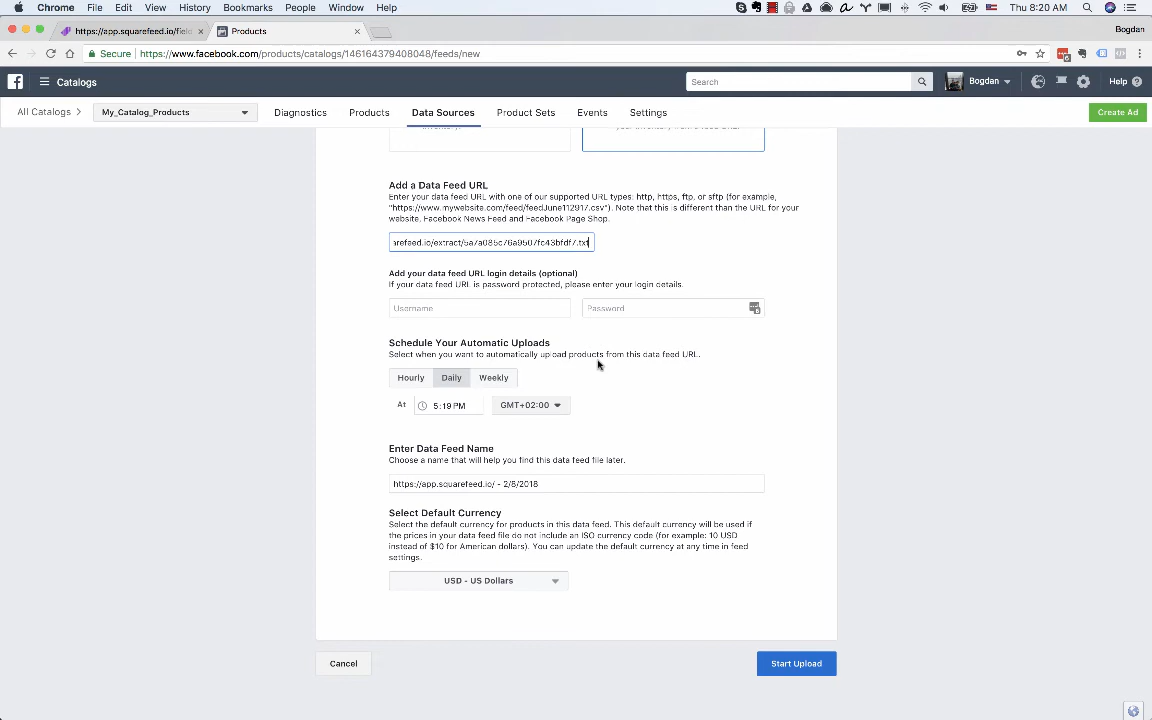 Chrome File Edit View History Bookmarks People Window Help Thu 8:20 AM
https://app.squarefeed.io/field Products Bogdan
Secure https://www.facebook.com/products/catalogs/146164379408048/feeds/new
Catalogs Search Bogdan Help
All Catalogs My_Catalog_Products Diagnostics Products Data Sources Product Sets Events Settings Create Ad
Add a Data Feed URL
Enter your data feed URL with one of our supported URL types: http, https, ftp, or sftp (for example,
"https://www.mywebsite.com/feed/feedJune112917.csv"). Note that this is different than the URL for your
website, Facebook News Feed and Facebook Page Shop.
arefeed.io/extract/5a7a085c76a9507fc43bfdf7.txt
Add your data feed URL login details (optional)
If your data feed URL is password protected, please enter your login details.
Username Password
Schedule Your Automatic Uploads
Select when you want to automatically upload products from this data feed URL.
Hourly Daily Weekly
At 5:19 PM GMT+02:00
Enter Data Feed Name
Choose a name that will help you find this data feed file later.
https://app.squarefeed.io/ - 2/8/2018
Select Default Currency
Select the default currency for products in this data feed. This default currency will be used if
the prices in your data feed file do not include an ISO currency code (for example: 10 USD
instead of $10 for American dollars). You can update the default currency at any time in feed
settings.
USD - US Dollars
Cancel Start Upload